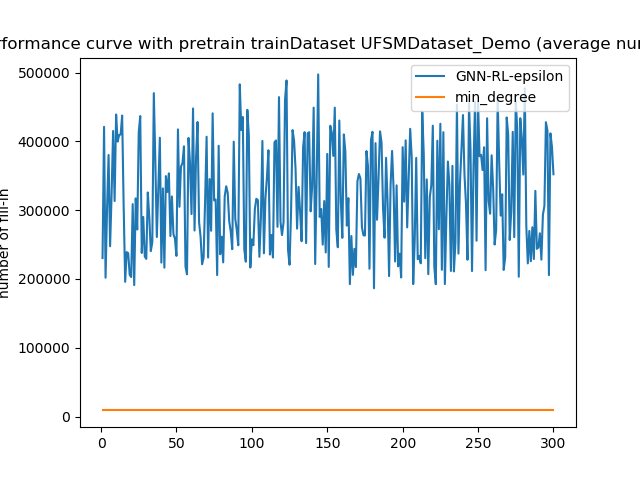 rformance curve with pretrain trainDataset UFSMDataset_Demo (average num
GNN-RL-epsilon
min_degree
number of fill-in
500000
400000
300000
200000
100000
0
0 50 100 150 200 250 300